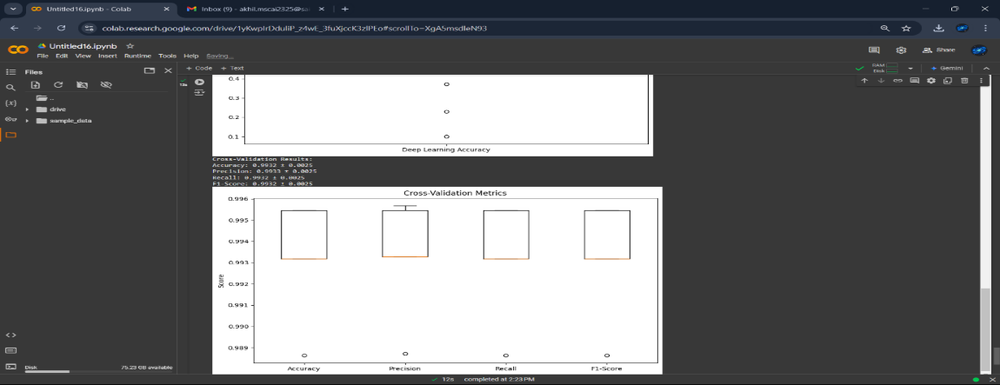 Untitled16.ipynb - Colab
Inbox (9) - akhil.mscai2325@sai
colab.research.google.com/drive/1yKwpIrDduIiP_z4wE_3fuXjccK3zIPEo#scrollTo=XgA5msdIeN93
Untitled16.ipynb
File Edit View Insert Runtime Tools Help Saving...
Share
Files
+ Code + Text
RAM
Disk
Gemini
..
drive
sample_data
{x}
12s
0.4
0.3
0.2
0.1
Deep Learning Accuracy
Cross-Validation Results:
Accuracy: 0.9932 ± 0.0025
Precision: 0.9933 ± 0.0025
Recall: 0.9932 ± 0.0025
F1 Score: 0.9932 ± 0.0025
Cross-Validation Metrics
0.996
0.995
0.994
0.993
0.992
0.991
0.990
0.989
Score
Accuracy Precision Recall F1-Score
Disk 75.23 GB available
12s completed at 2:23 PM